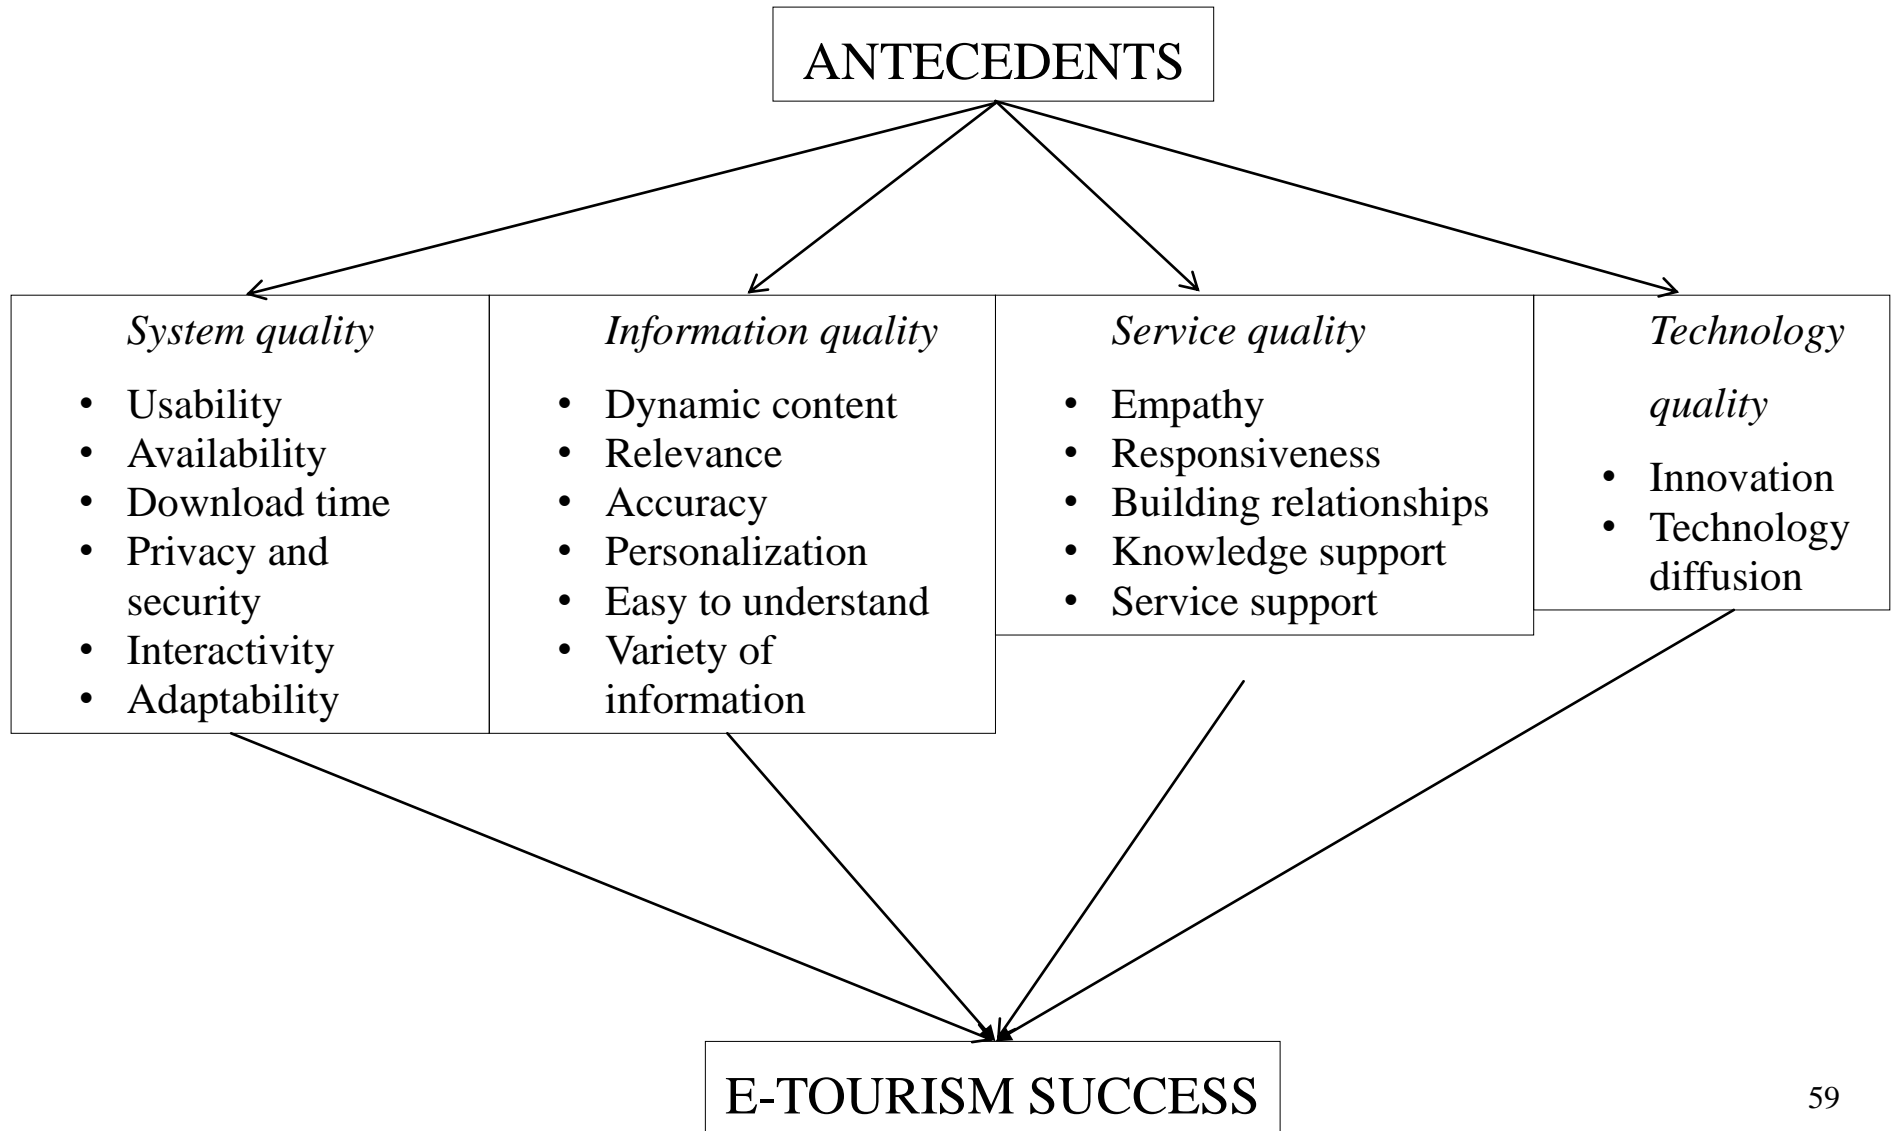 ANTECEDENTS
System quality
• Usability
• Availability
• Download time
• Privacy and
security
• Interactivity
• Adaptability
Information quality
• Dynamic content
• Relevance
• Accuracy
• Personalization
• Easy to understand
• Variety of
information
Service quality
• Empathy
• Responsiveness
• Building relationships
• Knowledge support
• Service support
Technology
quality
• Innovation
• Technology
diffusion
E-TOURISM SUCCESS
59